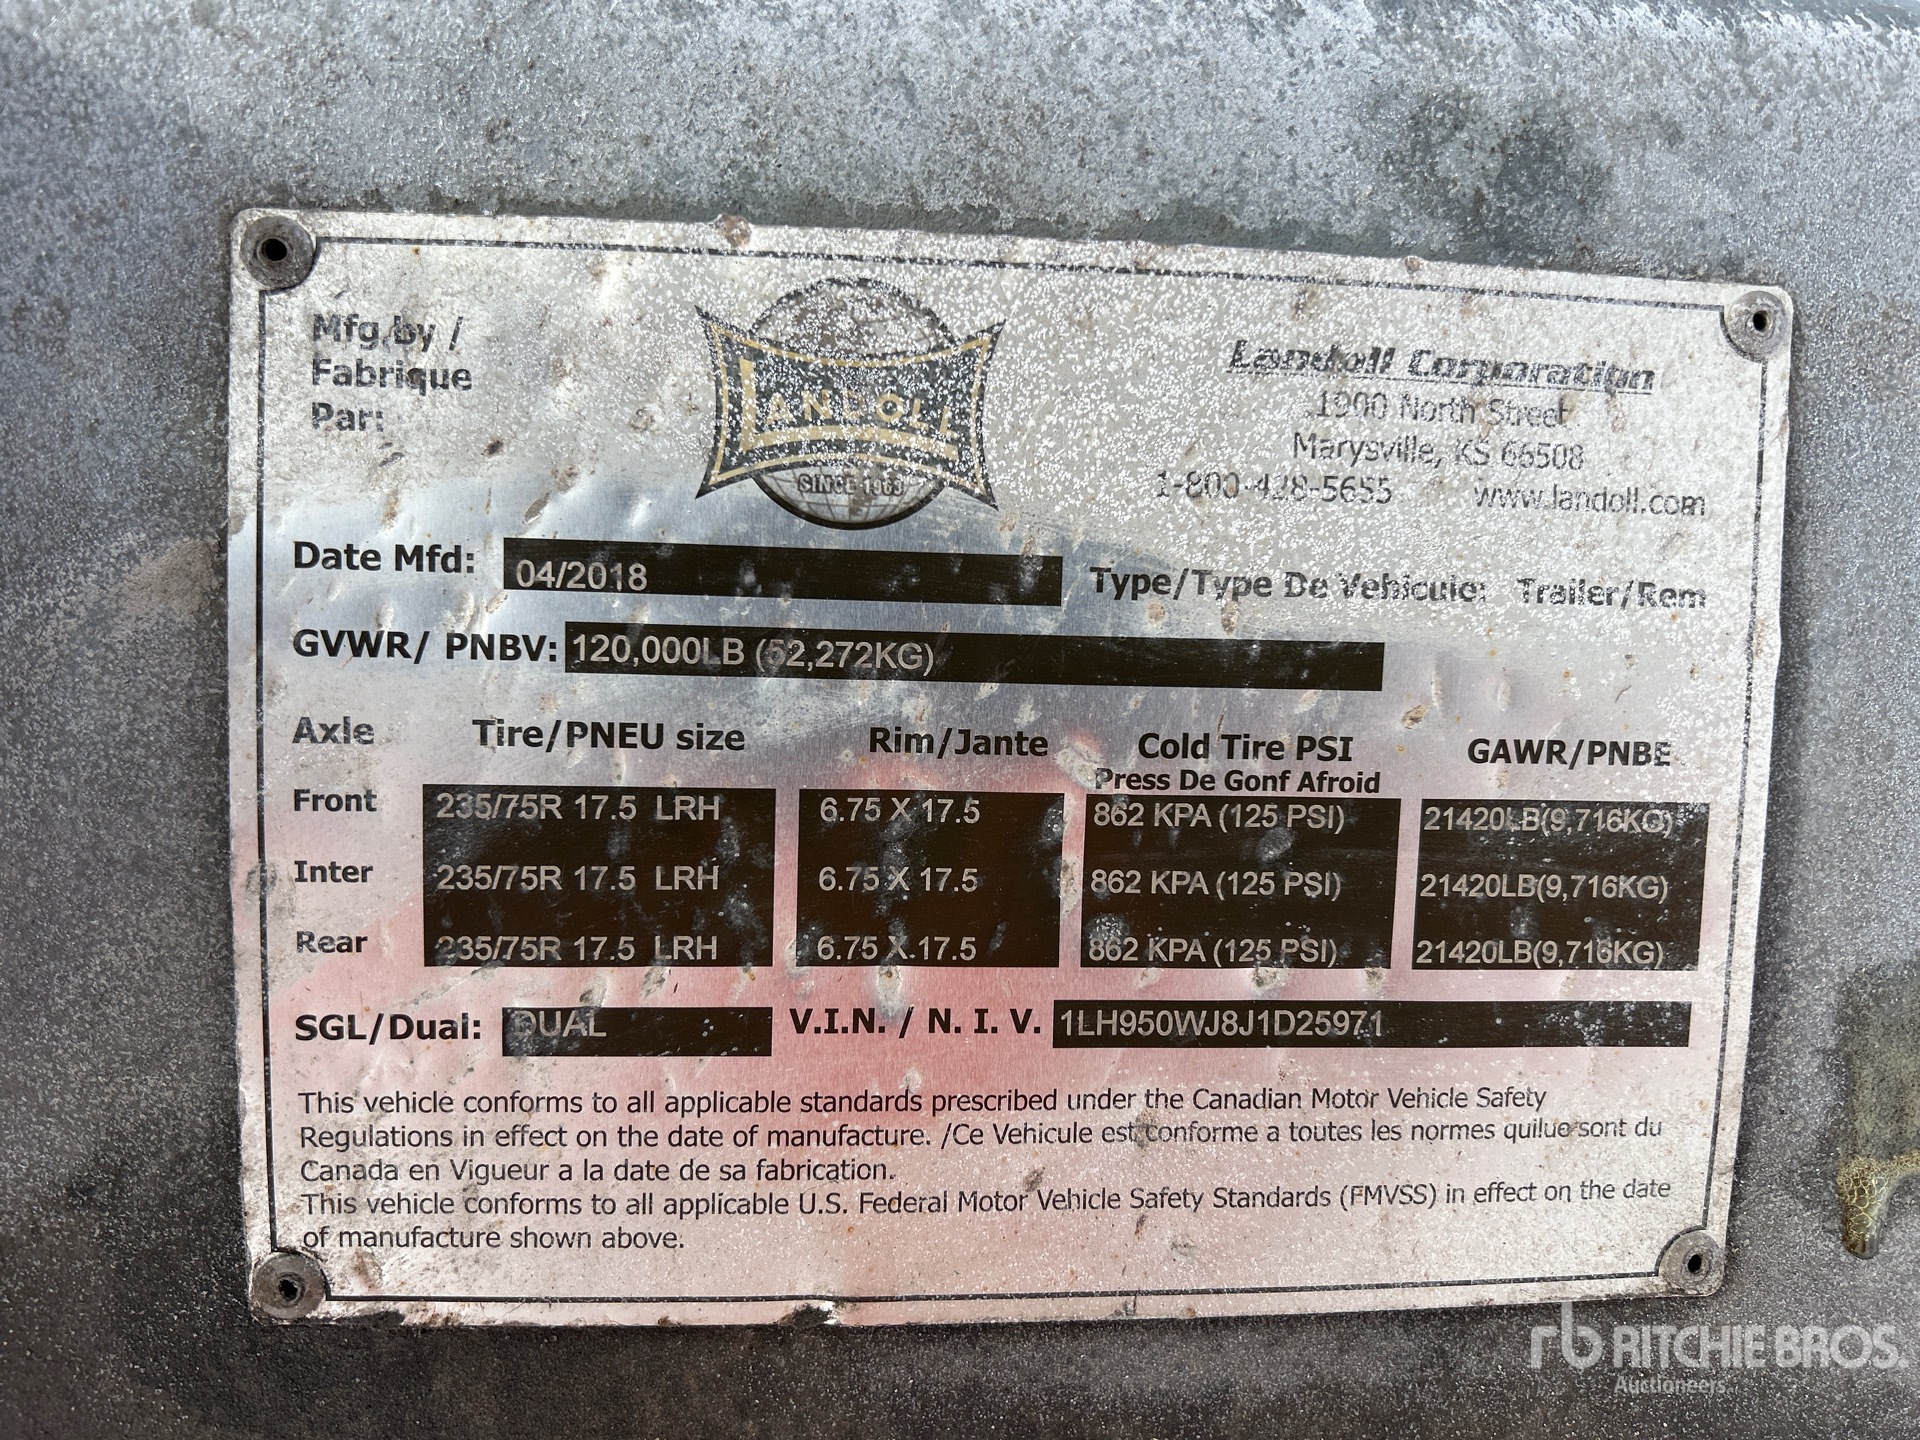 Mfg by /
Fabrique
Par:
LANDOLL
SINCE 1963
Landoll Corporation
1900 North Street
Marysville, KS 66508
1-800-428-5655 www.landoll.com
Date Mfd: 04/2018
Type/Type De Vehicule: Trailer/Rem
GVWR/ PNBV: 120,000LB (52,272KG)
Axle Tire/PNEU size Rim/Jante Cold Tire PSI GAWR/PNBE
Press De Gonf Afroid
Front 235/75R 17.5 LRH 6.75 X 17.5 862 KPA (125 PSI) 21420LB(9,716KG)
Inter 235/75R 17.5 LRH 6.75 X 17.5 862 KPA (125 PSI) 21420LB(9,716KG)
Rear 235/75R 17.5 LRH 6.75 X 17.5 862 KPA (125 PSI) 21420LB(9,716KG)
SGL/Dual: DUAL V.I.N. / N. I. V. 1LH950WJ8J1D25971
This vehicle conforms to all applicable standards prescribed under the Canadian Motor Vehicle Safety
Regulations in effect on the date of manufacture. /Ce Vehicule est conforme a toutes les normes quilue sont du
Canada en Vigueur a la date de sa fabrication.
This vehicle conforms to all applicable U.S. Federal Motor Vehicle Safety Standards (FMVSS) in effect on the date
of manufacture shown above.
rb RITCHIE BROS.
Auctioneers